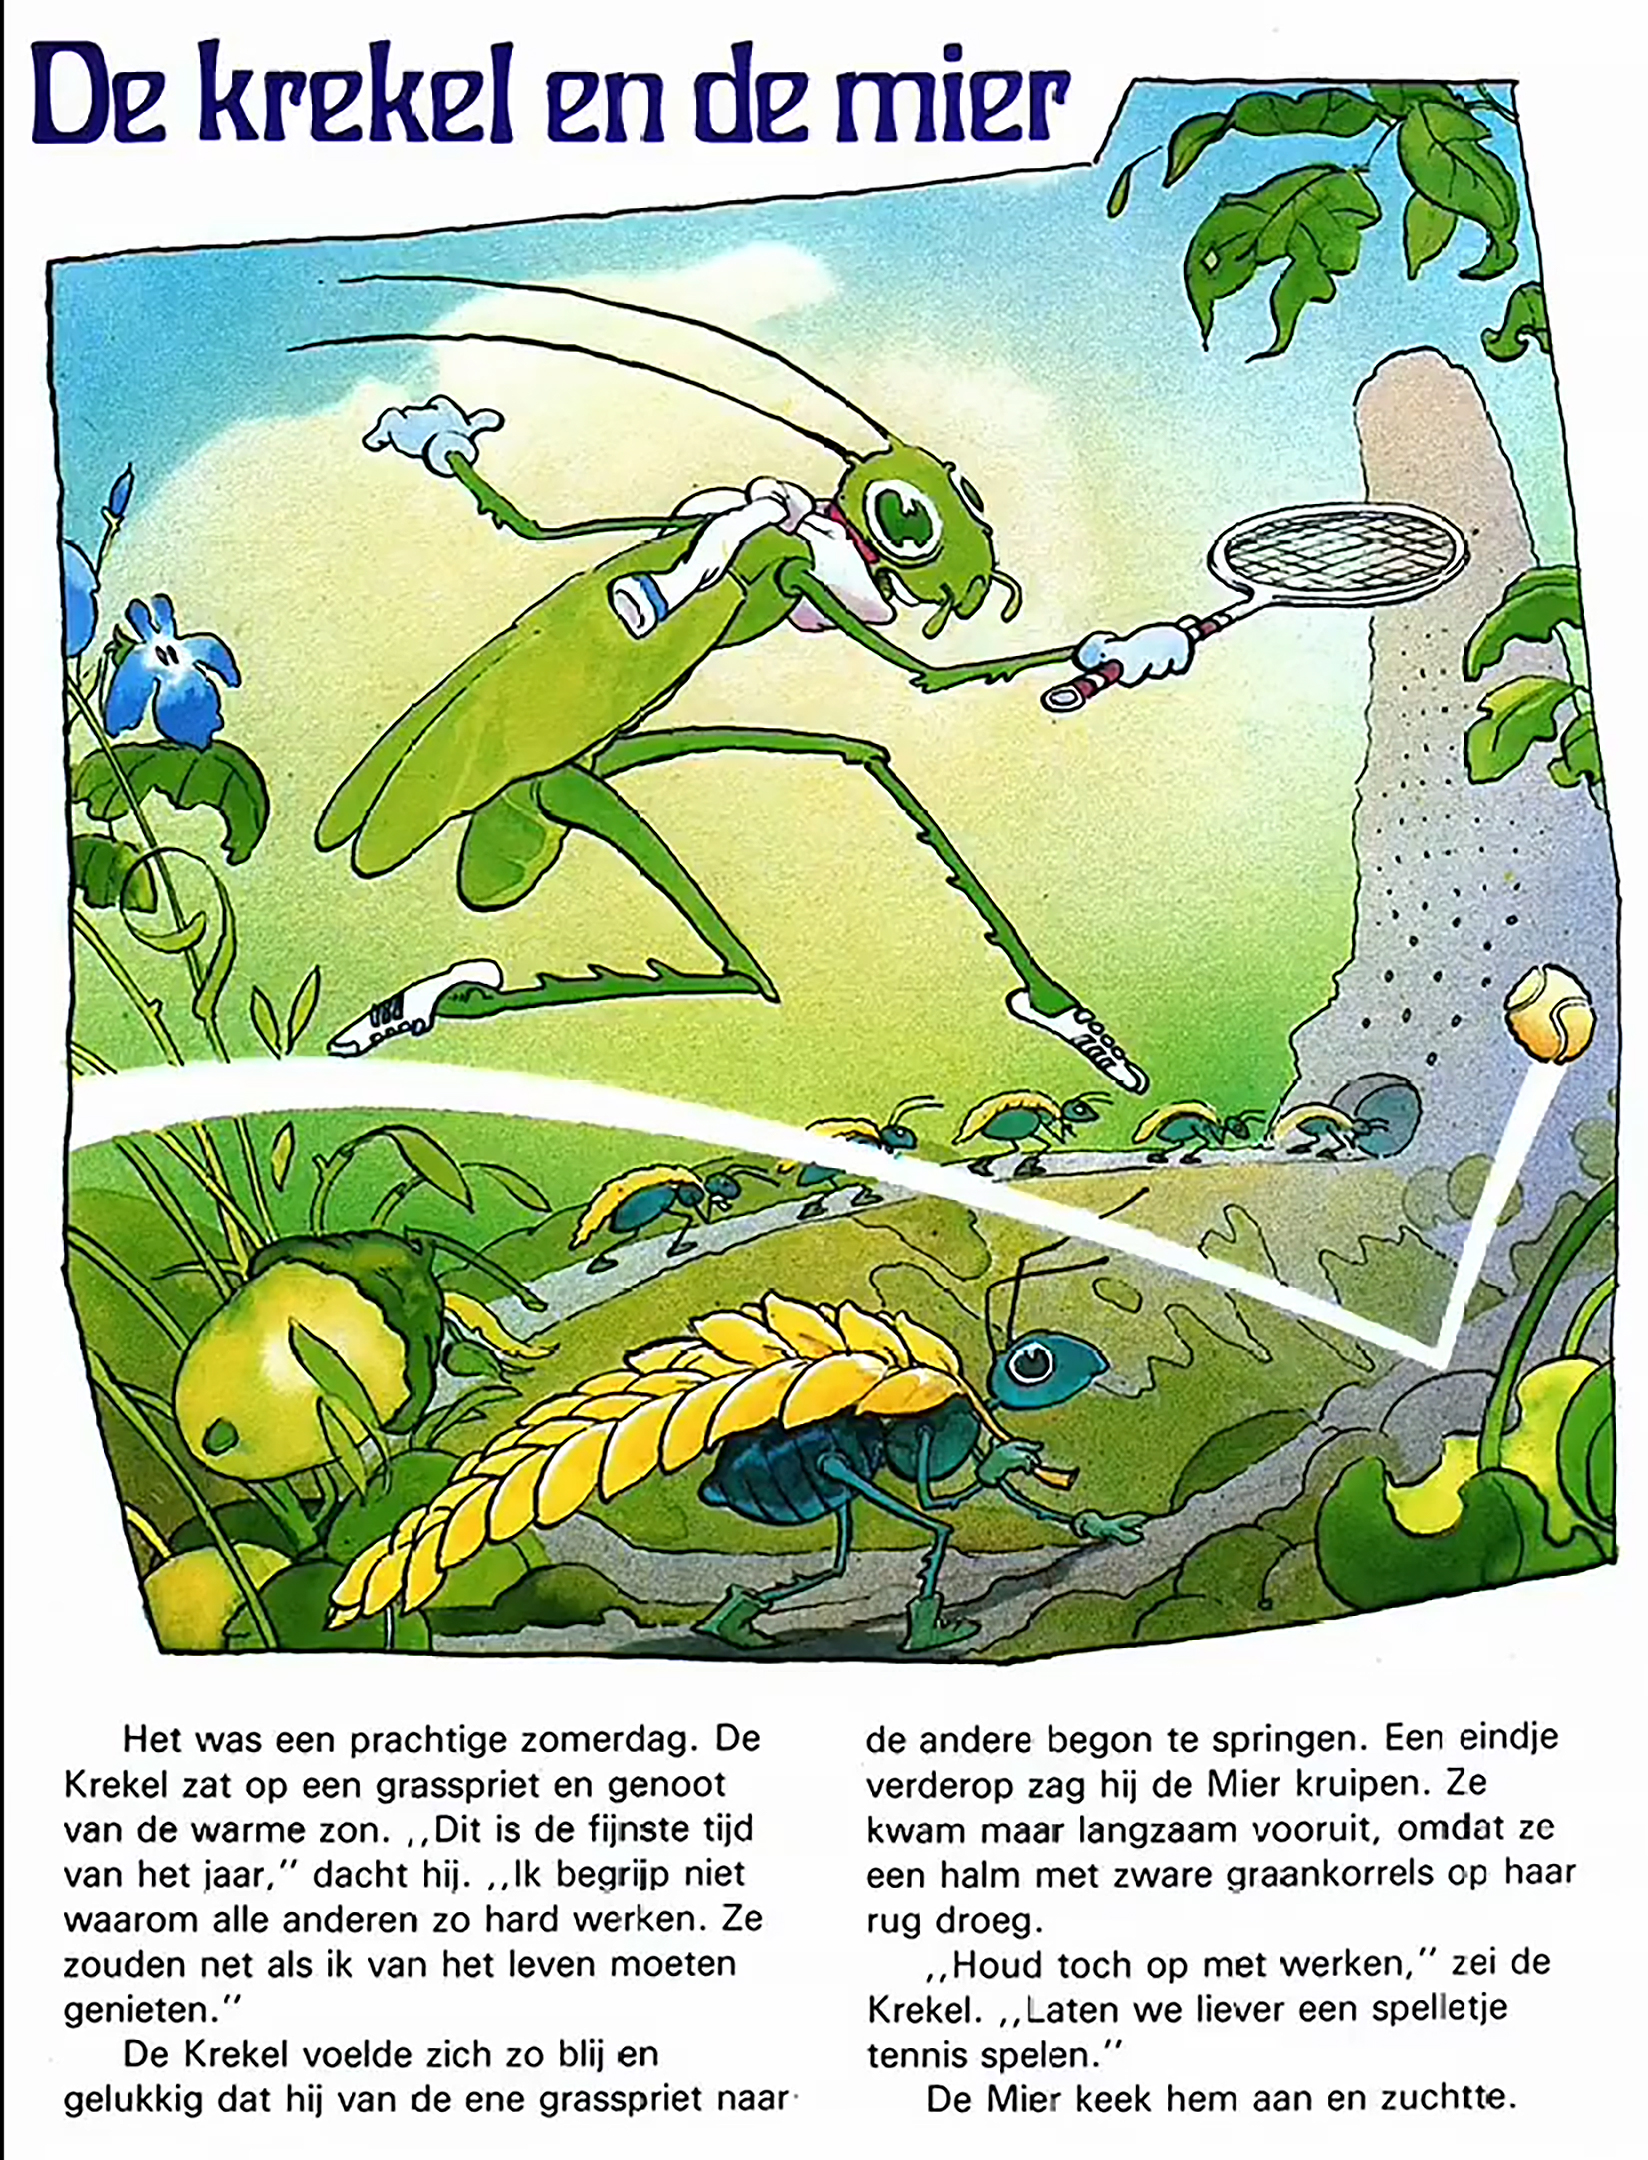 De krekel en de mier
Het was een prachtige zomerdag. De
Krekel zat op een grasspriet en genoot
van de warme zon. ,,Dit is de fijnste tijd
van het jaar,” dacht hij. ,,Ik begrijp niet
waarom alle anderen zo hard werken. Ze
zouden net als ik van het leven moeten
genieten.”
De Krekel voelde zich zo blij en
gelukkig dat hij van de ene grasspriet naar
de andere begon te springen. Een eindje
verderop zag hij de Mier kruipen. Ze
kwam maar langzaam vooruit, omdat ze
een halm met zware graankorrels op haar
rug droeg.
,,Houd toch op met werken,” zei de
Krekel. ,,Laten we liever een spelletje
tennis spelen.”
De Mier keek hem aan en zuchtte.